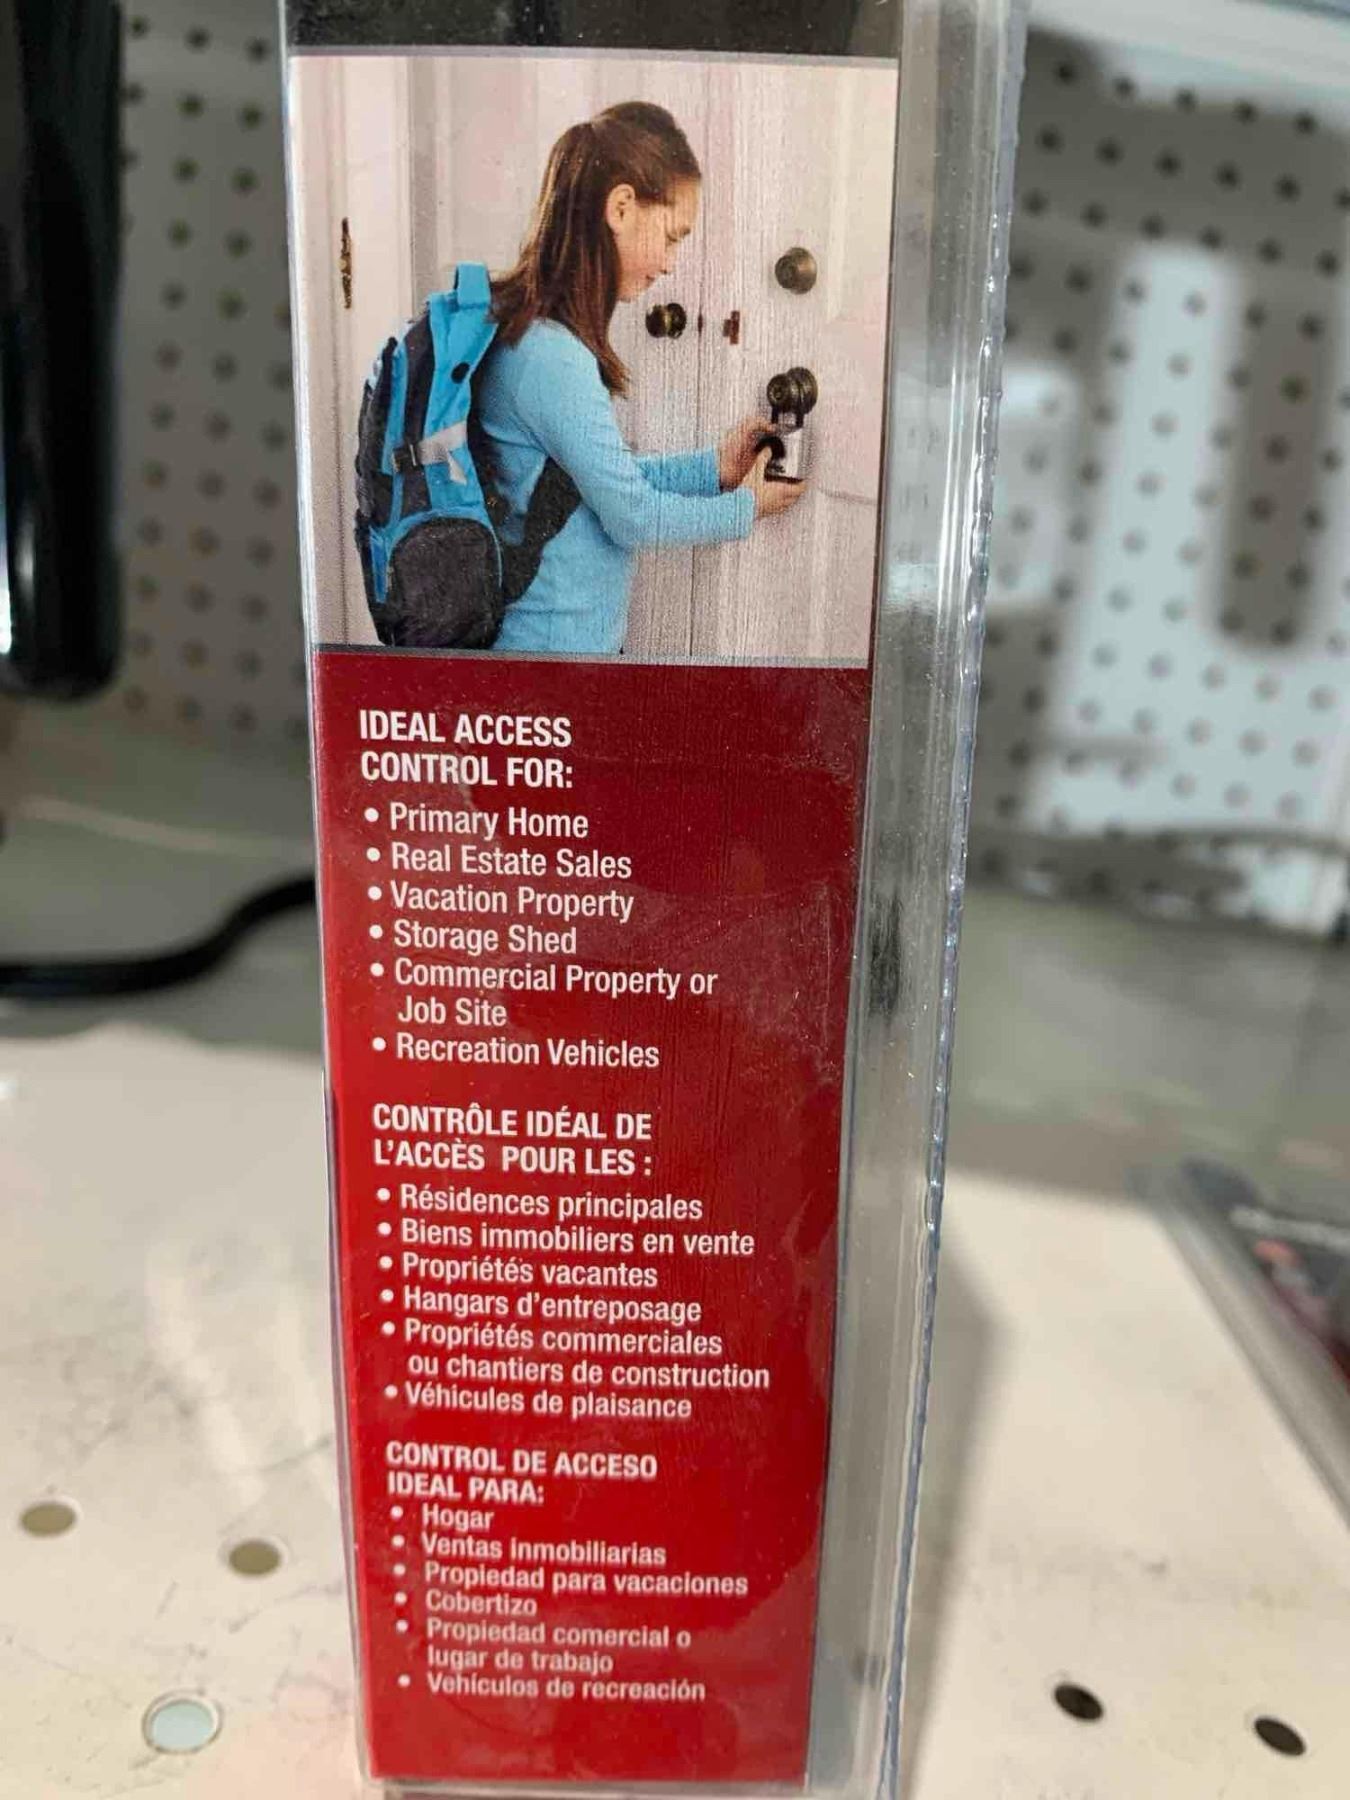 IDEAL ACCESS
CONTROL FOR:
• Primary Home
• Real Estate Sales
• Vacation Property
• Storage Shed
• Commercial Property or
Job Site
• Recreation Vehicles
CONTRÔLE IDÉAL DE
L'ACCÈS POUR LES :
• Résidences principales
• Biens immobiliers en vente
• Propriétés vacantes
• Hangars d'entreposage
• Propriétés commerciales
ou chantiers de construction
• Véhicules de plaisance
CONTROL DE ACCESO
IDEAL PARA:
• Hogar
• Ventas inmobiliarias
• Propiedad para vacaciones
• Cobertizo
• Propiedad comercial o
lugar de trabajo
• Vehículos de recreación